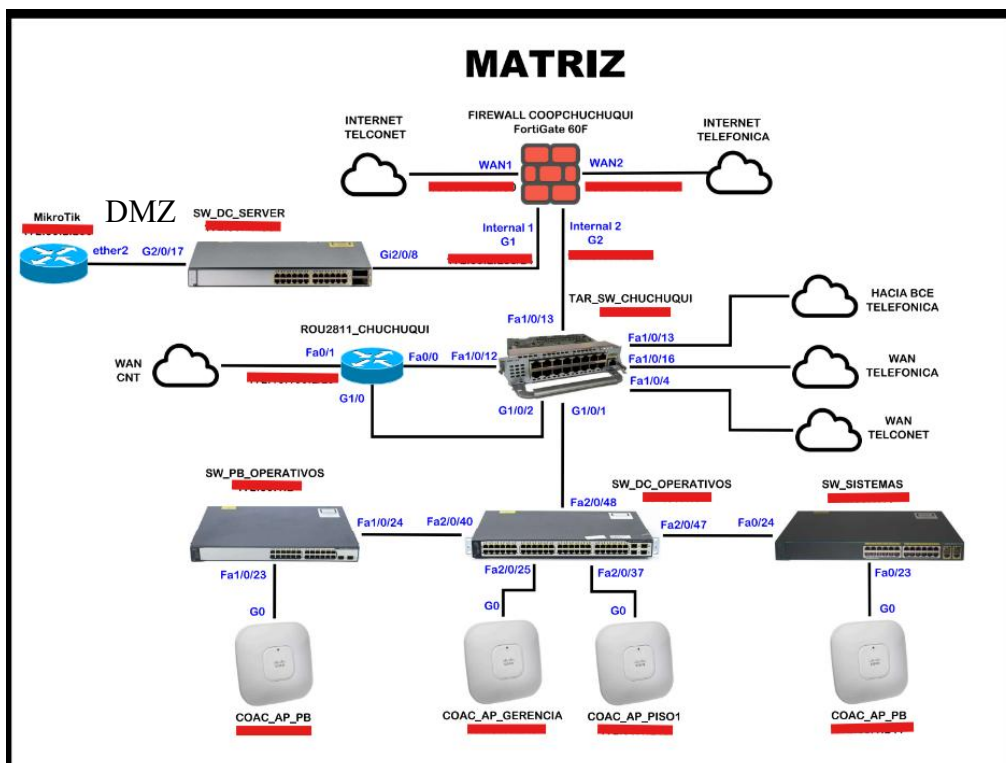 MATRIZ
FIREWALL COOPCHUCHUQUI
FortiGate 60F
INTERNET
TELCONET
INTERNET
TELEFONICA
WAN1
WAN2
MikroTik
DMZ
SW_DC_SERVER
Internal 1
G1
Internal 2
G2
ether2
G2/0/17
Gi2/0/8
TAR_SW_CHUCHUQUI
HACIA BCE
TELEFONICA
ROU2811_CHUCHUQUI
Fa1/0/13
Fa1/0/13
WAN
CNT
Fa0/1
Fa0/0
Fa1/0/12
Fa1/0/16
WAN
TELEFONICA
Fa1/0/4
G1/0
G1/0/2
G1/0/1
WAN
TELCONET
SW_PB_OPERATIVOS
SW_DC_OPERATIVOS
SW_SISTEMAS
Fa2/0/48
Fa1/0/24
Fa2/0/40
Fa2/0/47
Fa0/24
Fa1/0/23
Fa2/0/25
Fa2/0/37
Fa0/23
G0
G0
G0
G0
COAC_AP_PB
COAC_AP_GERENCIA
COAC_AP_PISO1
COAC_AP_PB